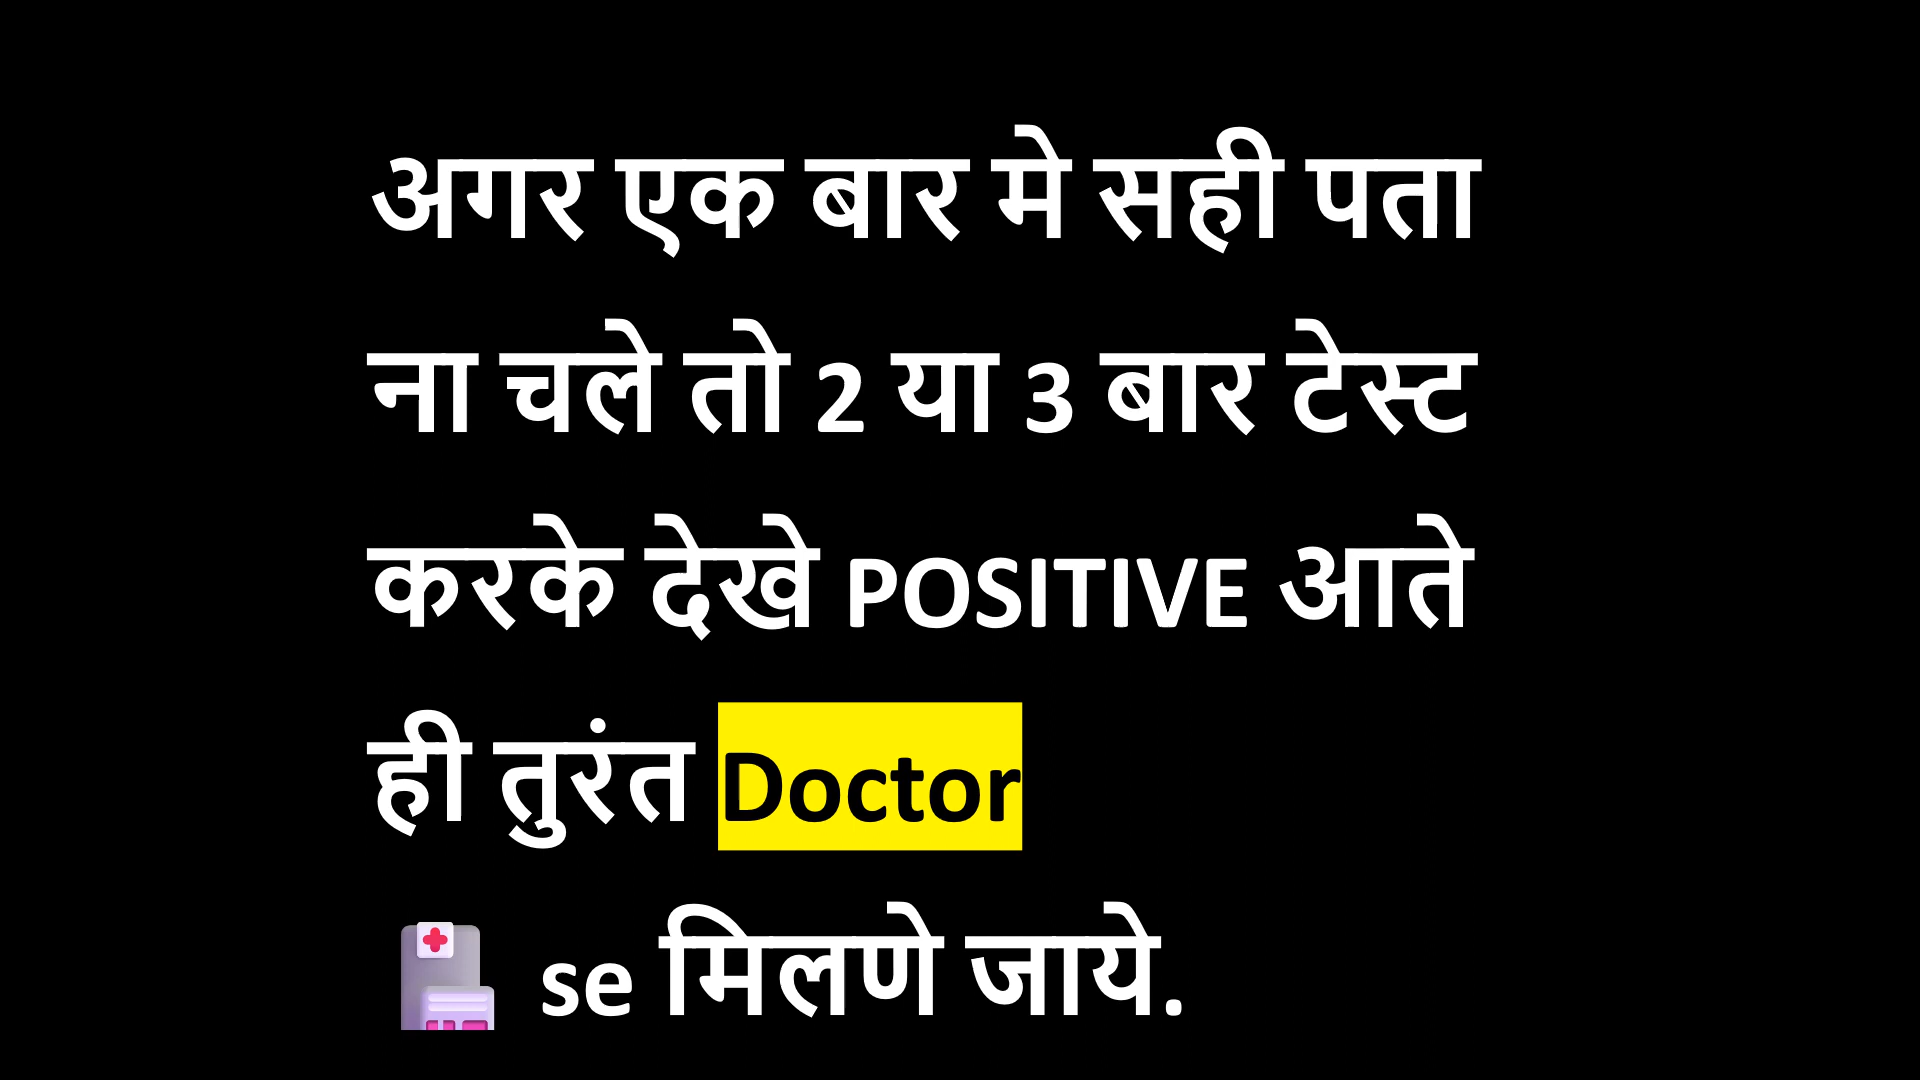 अगर एक बार मे सही पता
ना चले तो 2 या 3 बार टेस्ट
करके देखे POSITIVE आते
ही तुरंत Doctor
se मिलणे जाये.